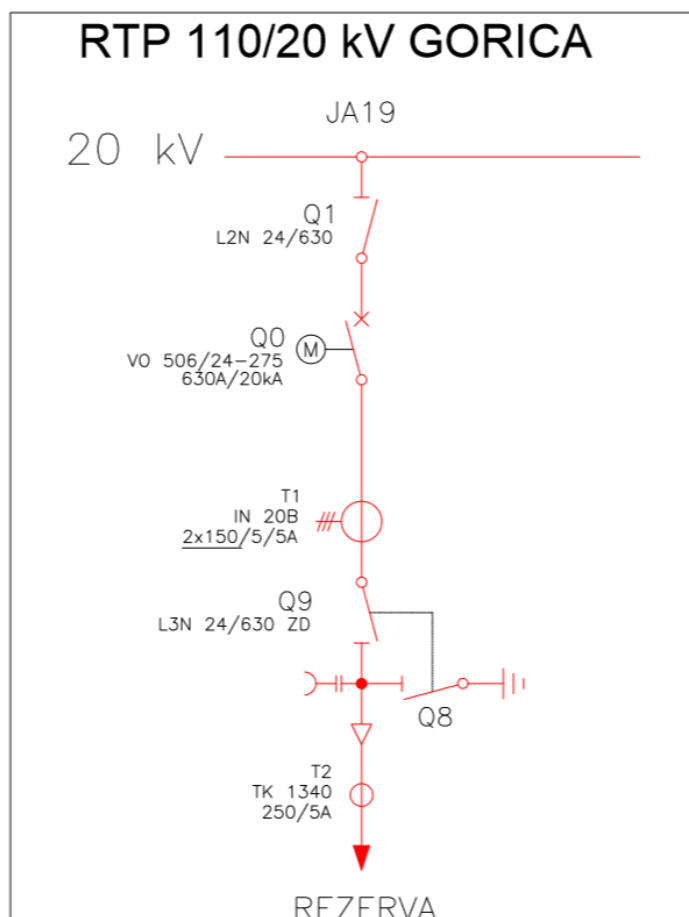 RTP 110/20 kV GORICA
JA19
20 kV
Q1
L2N 24/630
Q0
M
VO 506/24-275
630A/20kA
T1
IN 20B
2x150/5/5A
Q9
L3N 24/630 ZD
Q8
T2
TK 1340
250/5A
REZERVA